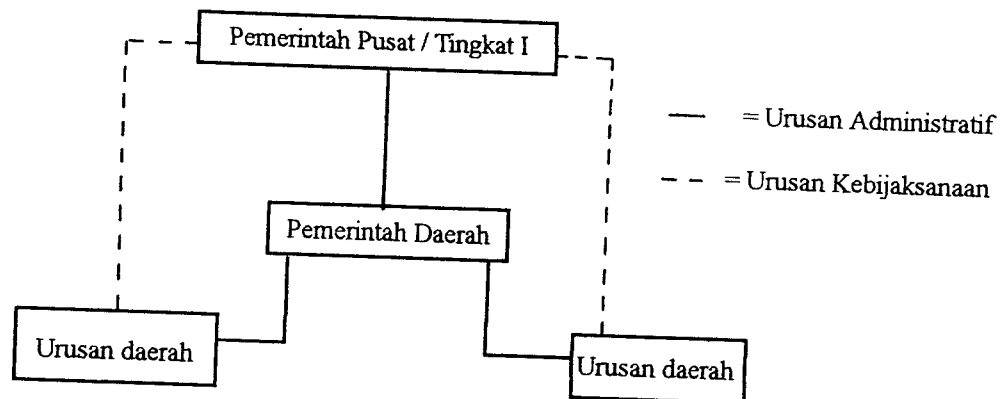 Pemerintah Pusat / Tingkat I
= Urusan Administratif
= Urusan Kebijaksanaan
Pemerintah Daerah
Urusan daerah
Urusan daerah